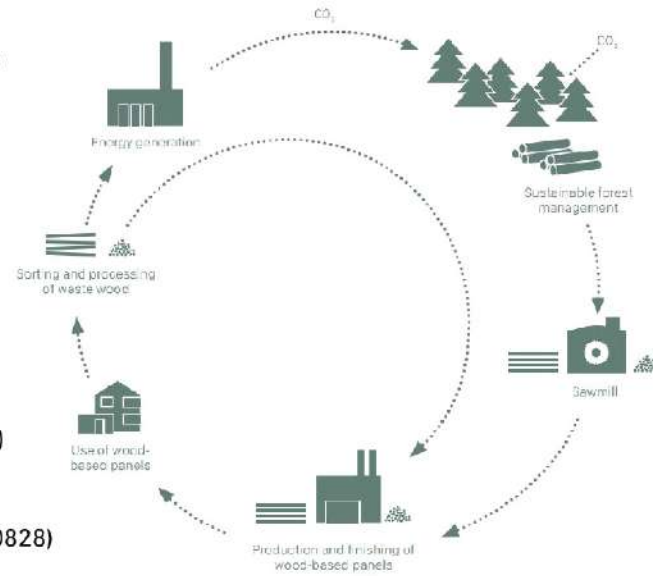 CO₂
CO₂
Energy generation
Sustainable forest
management
Sorting and processing
of waste wood
Sawmill
)
Use of wood-
based panels
0828)
Production and finishing of
wood-based panels